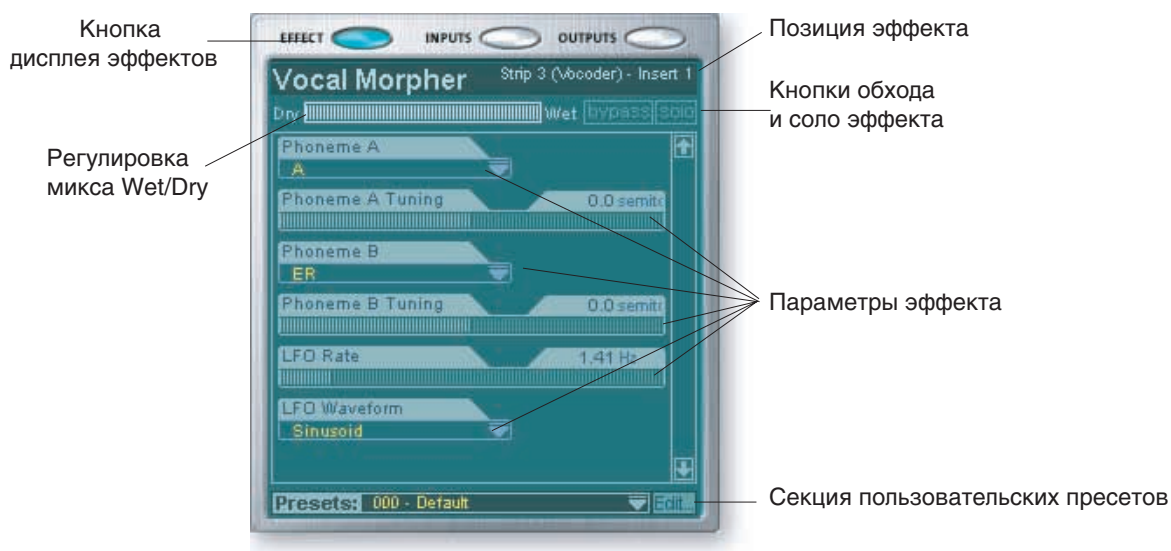 Кнопка
дисплея эффектов
EFFECT INPUTS OUTPUTS
Позиция эффекта
Vocal Morpher Strip 3 (Vocoder) - Insert 1
Кнопки обхода
и соло эффекта
Dry Wet bypass solo
Регулировка
микса Wet/Dry
Phoneme A
A
Phoneme A Tuning 0.0 semito
Phoneme B
ER
Phoneme B Tuning 0.0 semito
Параметры эффекта
LFO Rate 1.41 Hz
LFO Waveform
Sinusoid
Presets: 000 - Default Edit...
Секция пользовательских пресетов